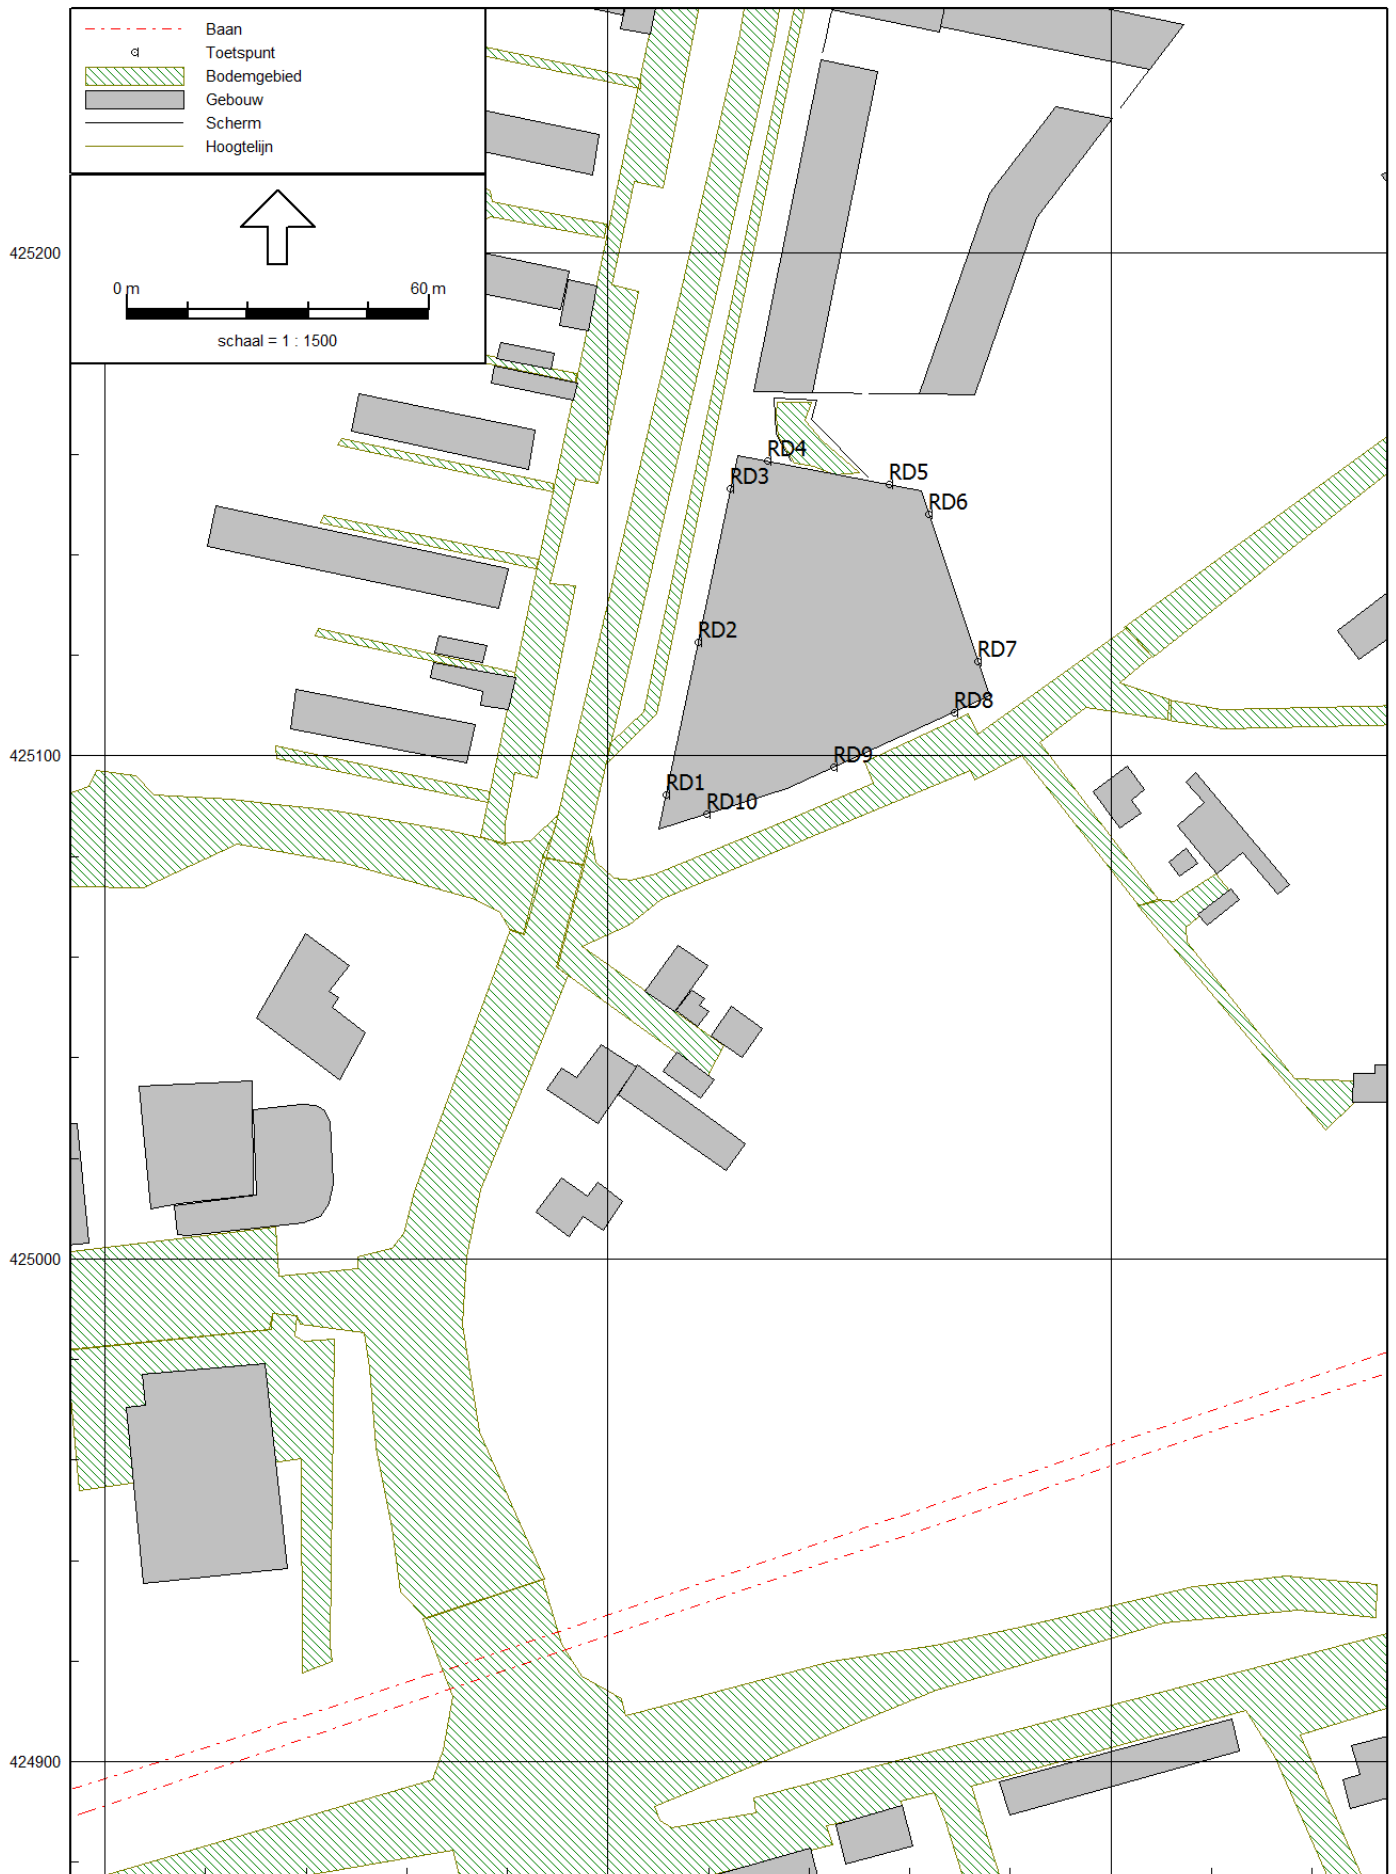 Baan
Toetspunt
Bodemgebied
Gebouw
Scherm
Hoogtelijn
0 m 60 m
schaal = 1 : 1500
425200
RD4
RD3
RD5
RD6
RD2
RD7
RD8
425100
RD9
RD1
RD10
425000
424900